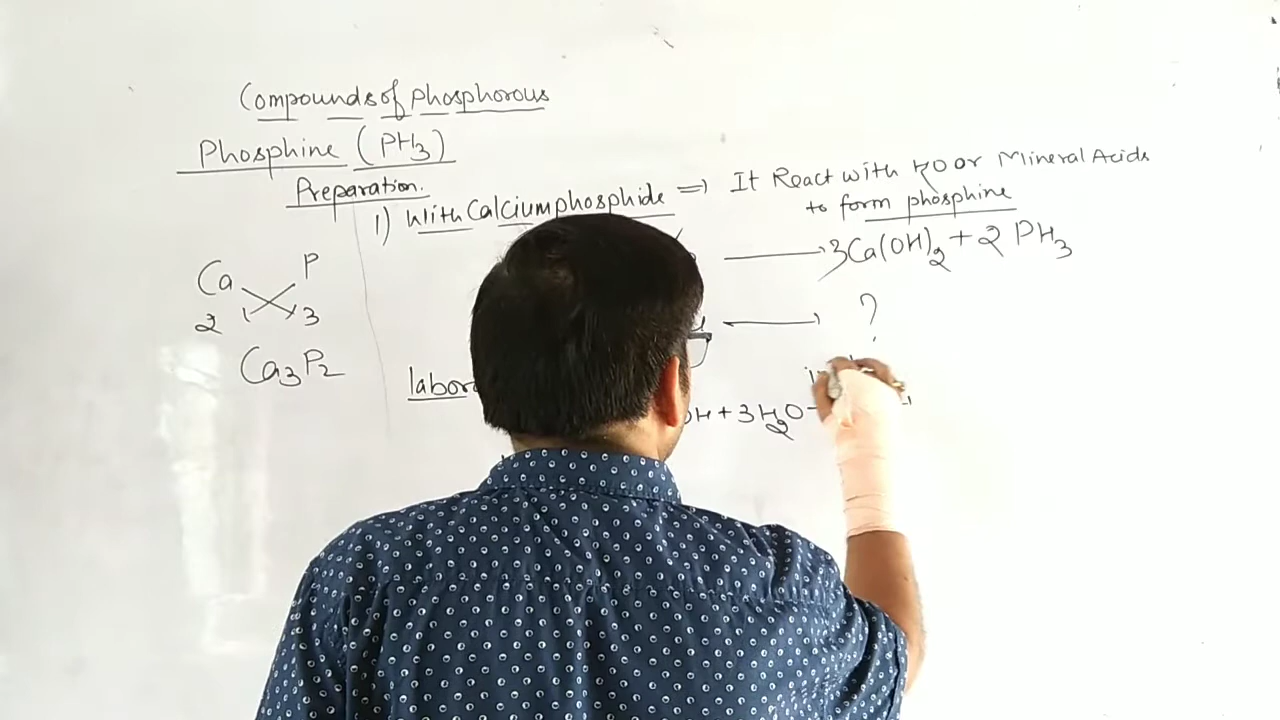 Compounds of phosphorous
Phosphine (PH3)
Preparation.
1) With Calcium phosphide ⇒ It React with H2O or Mineral Acids
to form phosphine
Ca P
2 3
Ca3P2
⟶ 3Ca(OH)2 + 2 PH3
⟶ ?
H + 3H2O